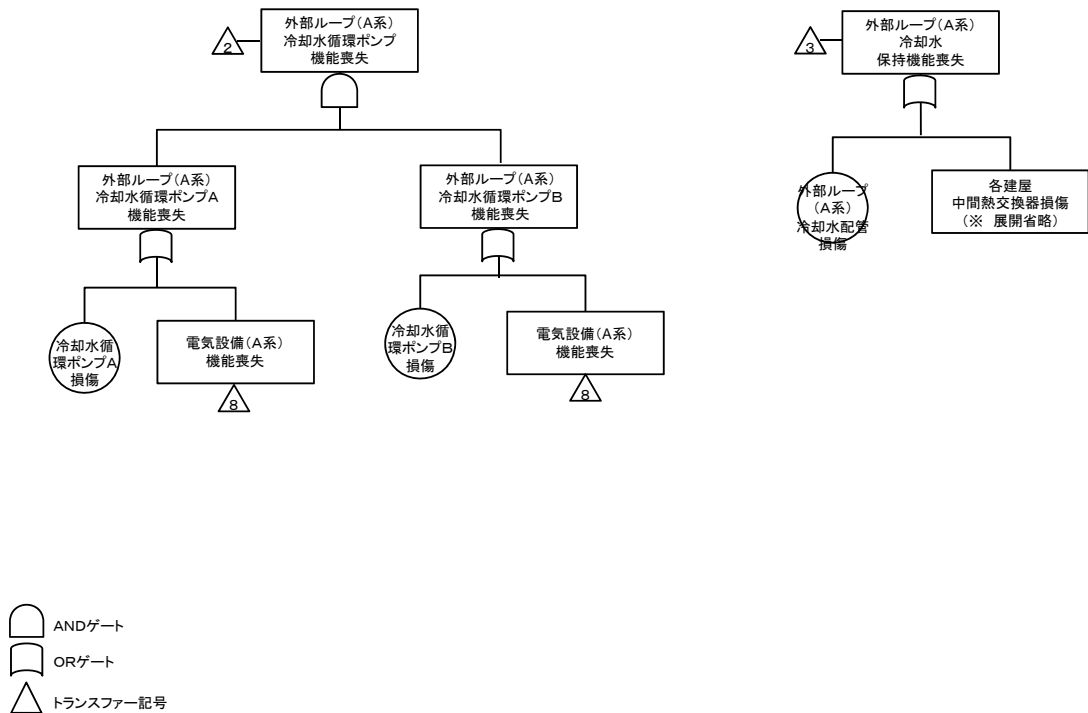 2
外部ループ(A系)
冷却水循環ポンプ
機能喪失
3
外部ループ(A系)
冷却水
保持機能喪失
外部ループ(A系)
冷却水循環ポンプA
機能喪失
外部ループ(A系)
冷却水循環ポンプB
機能喪失
外部ループ
(A系)
冷却水配管
損傷
各建屋
中間熱交換器損傷
(※ 展開省略)
冷却水循
環ポンプA
損傷
電気設備(A系)
機能喪失
8
冷却水循
環ポンプB
損傷
電気設備(A系)
機能喪失
8
ANDゲート
ORゲート
トランスファー記号